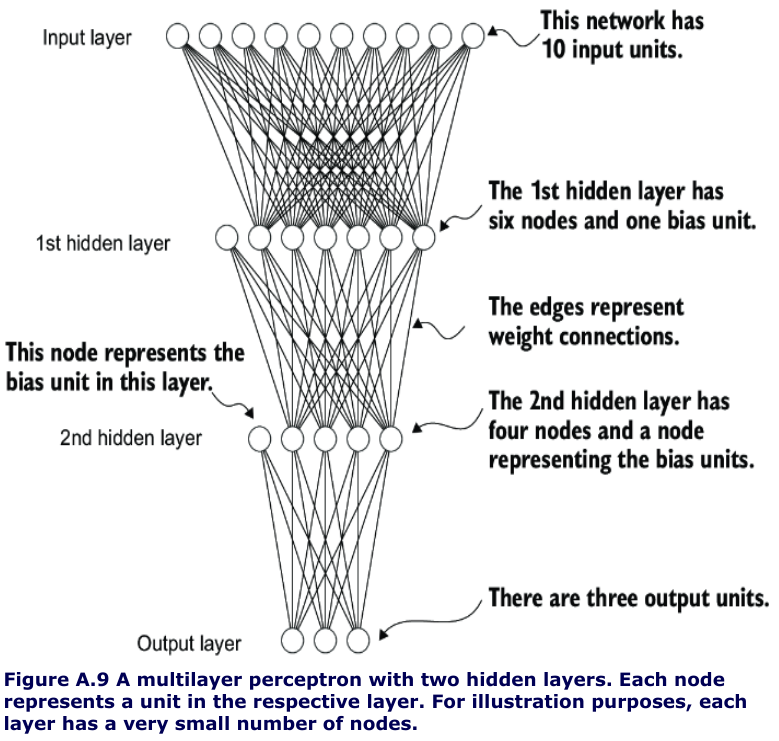 Input layer
This network has
10 input units.
The 1st hidden layer has
six nodes and one bias unit.
1st hidden layer
The edges represent
weight connections.
This node represents the
bias unit in this layer.
The 2nd hidden layer has
four nodes and a node
representing the bias units.
2nd hidden layer
There are three output units.
Output layer
Figure A.9 A multilayer perceptron with two hidden layers. Each node
represents a unit in the respective layer. For illustration purposes, each
layer has a very small number of nodes.